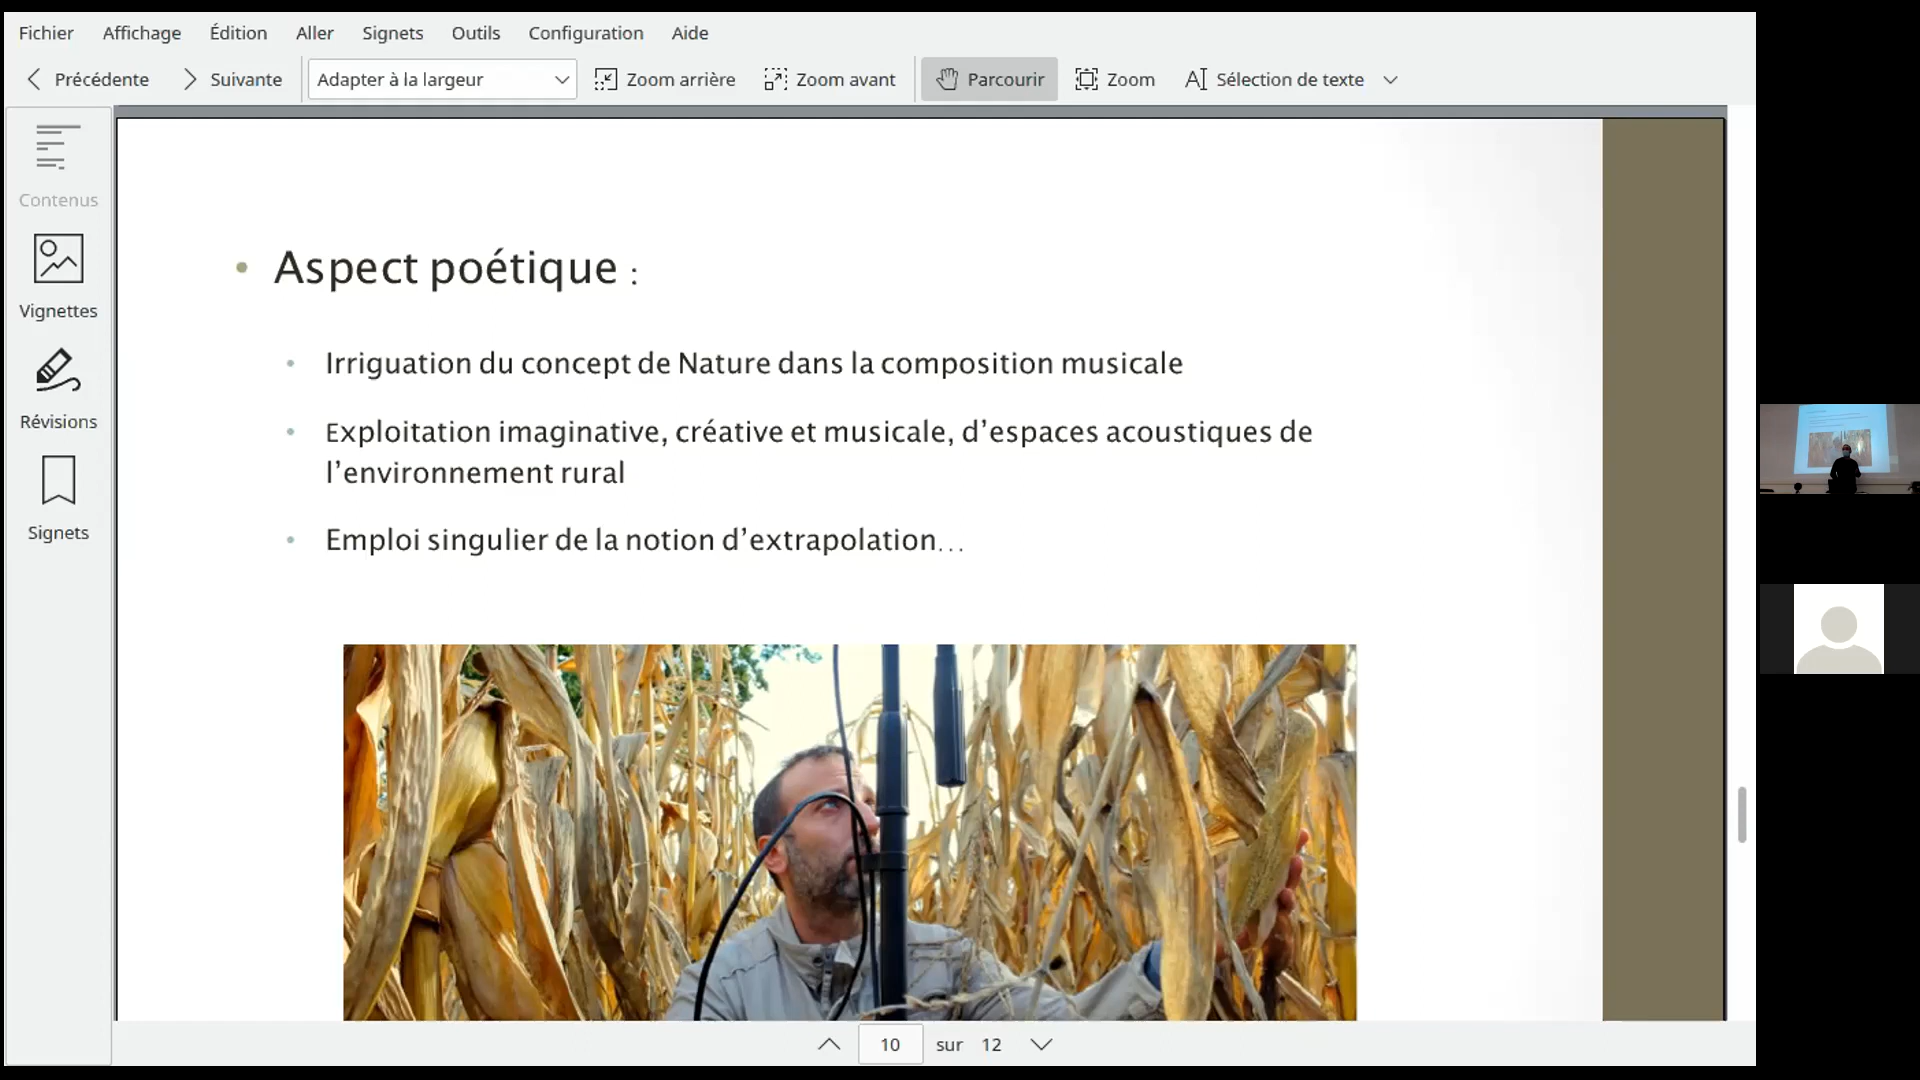 Fichier Affichage Édition Aller Signets Outils Configuration Aide
Précédente Suivante Adapter à la largeur Zoom arrière Zoom avant Parcourir Zoom Sélection de texte
Contenus
Vignettes
Révisions
Signets
• Aspect poétique :
• Irriguation du concept de Nature dans la composition musicale
• Exploitation imaginative, créative et musicale, d’espaces acoustiques de
l’environnement rural
• Emploi singulier de la notion d’extrapolation…
10 sur 12